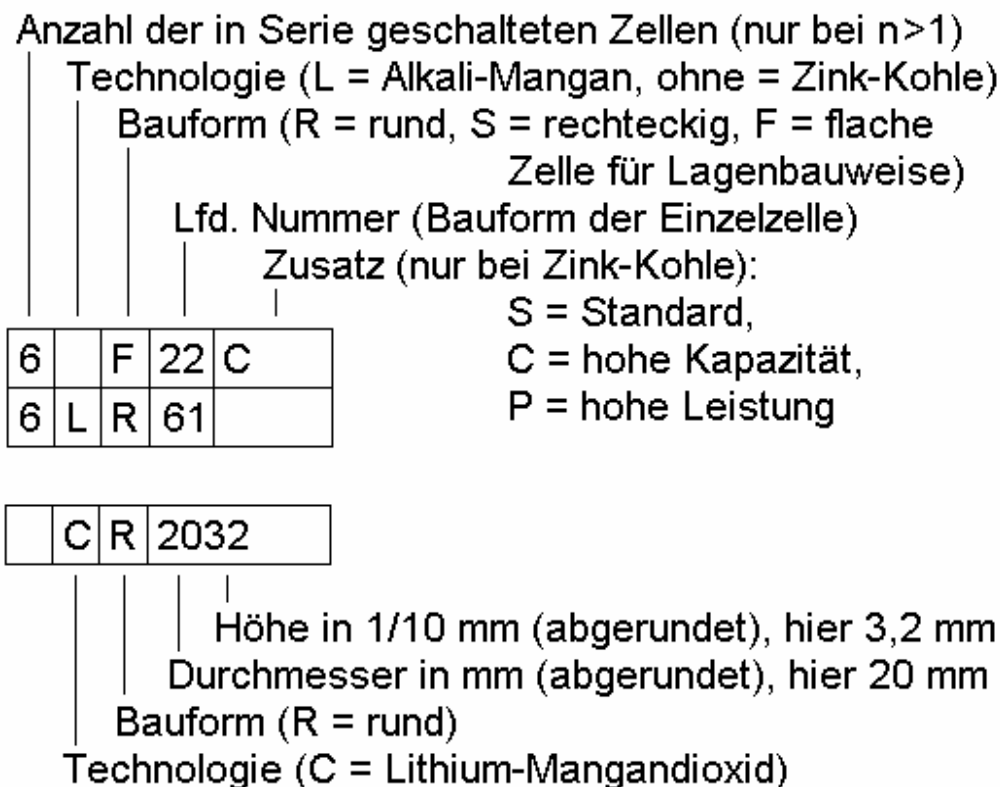 Anzahl der in Serie geschalteten Zellen (nur bei n>1)
Technologie (L = Alkali-Mangan, ohne = Zink-Kohle)
Bauform (R = rund, S = rechteckig, F = flache
Zelle für Lagenbauweise)
Lfd. Nummer (Bauform der Einzelzelle)
Zusatz (nur bei Zink-Kohle):
S = Standard,
C = hohe Kapazität,
P = hohe Leistung
6 F 22 C
6 L R 61
C R 2032
Höhe in 1/10 mm (abgerundet), hier 3,2 mm
Durchmesser in mm (abgerundet), hier 20 mm
Bauform (R = rund)
Technologie (C = Lithium-Mangandioxid)